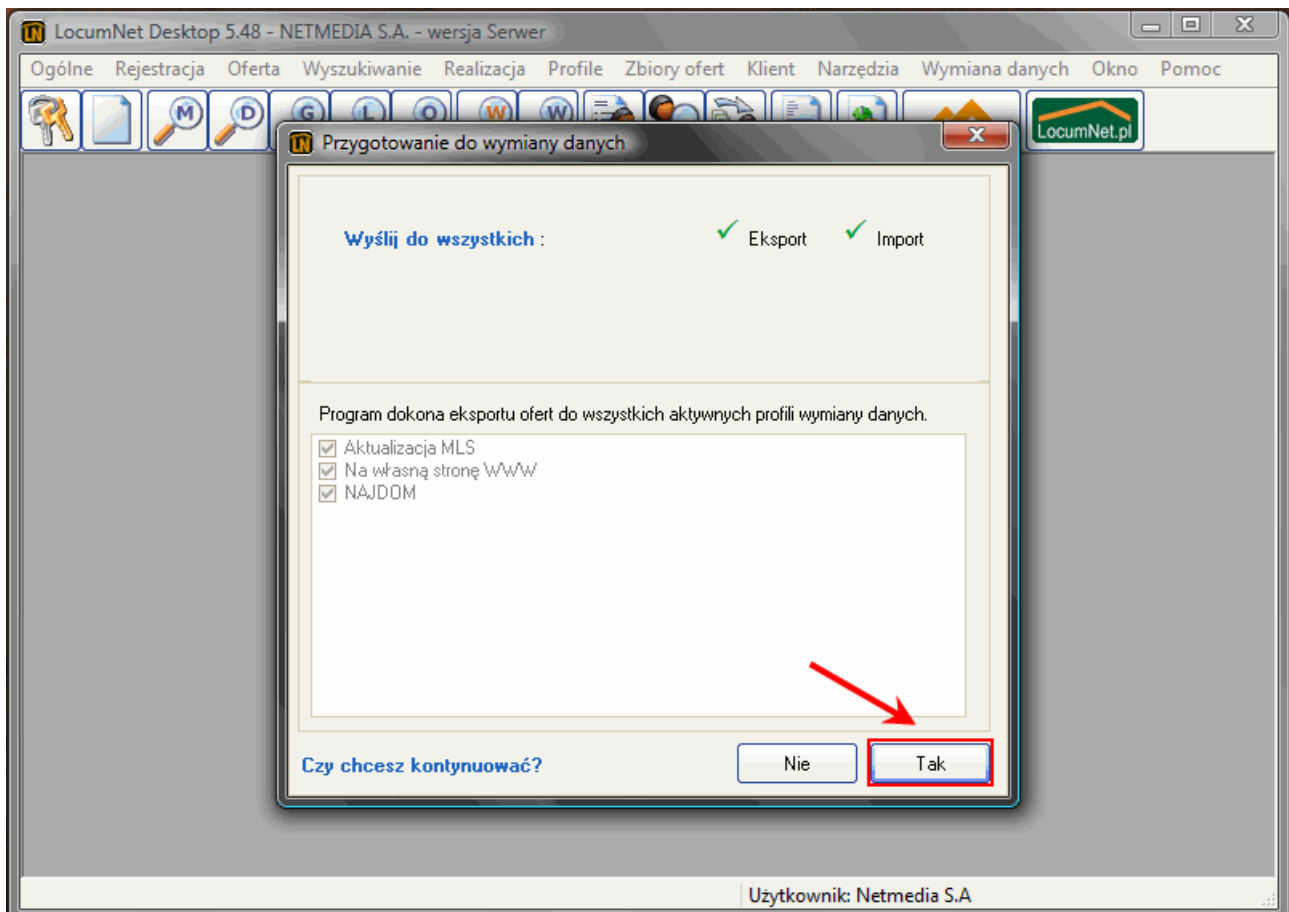 LocumNet Desktop 5.48 - NETMEDIA S.A. - wersja Serwer
Ogólne Rejestracja Oferta Wyszukiwanie Realizacja Profile Zbiory ofert Klient Narzędzia Wymiana danych Okno Pomoc
M D G L O W W LocumNet.pl
LN Przygotowanie do wymiany danych
Wyślij do wszystkich : Eksport Import
Program dokona eksportu ofert do wszystkich aktywnych profili wymiany danych.
Aktualizacja MLS
Na własną stronę WWW
NAJDOM
Czy chcesz kontynuować? Nie Tak
Użytkownik: Netmedia S.A